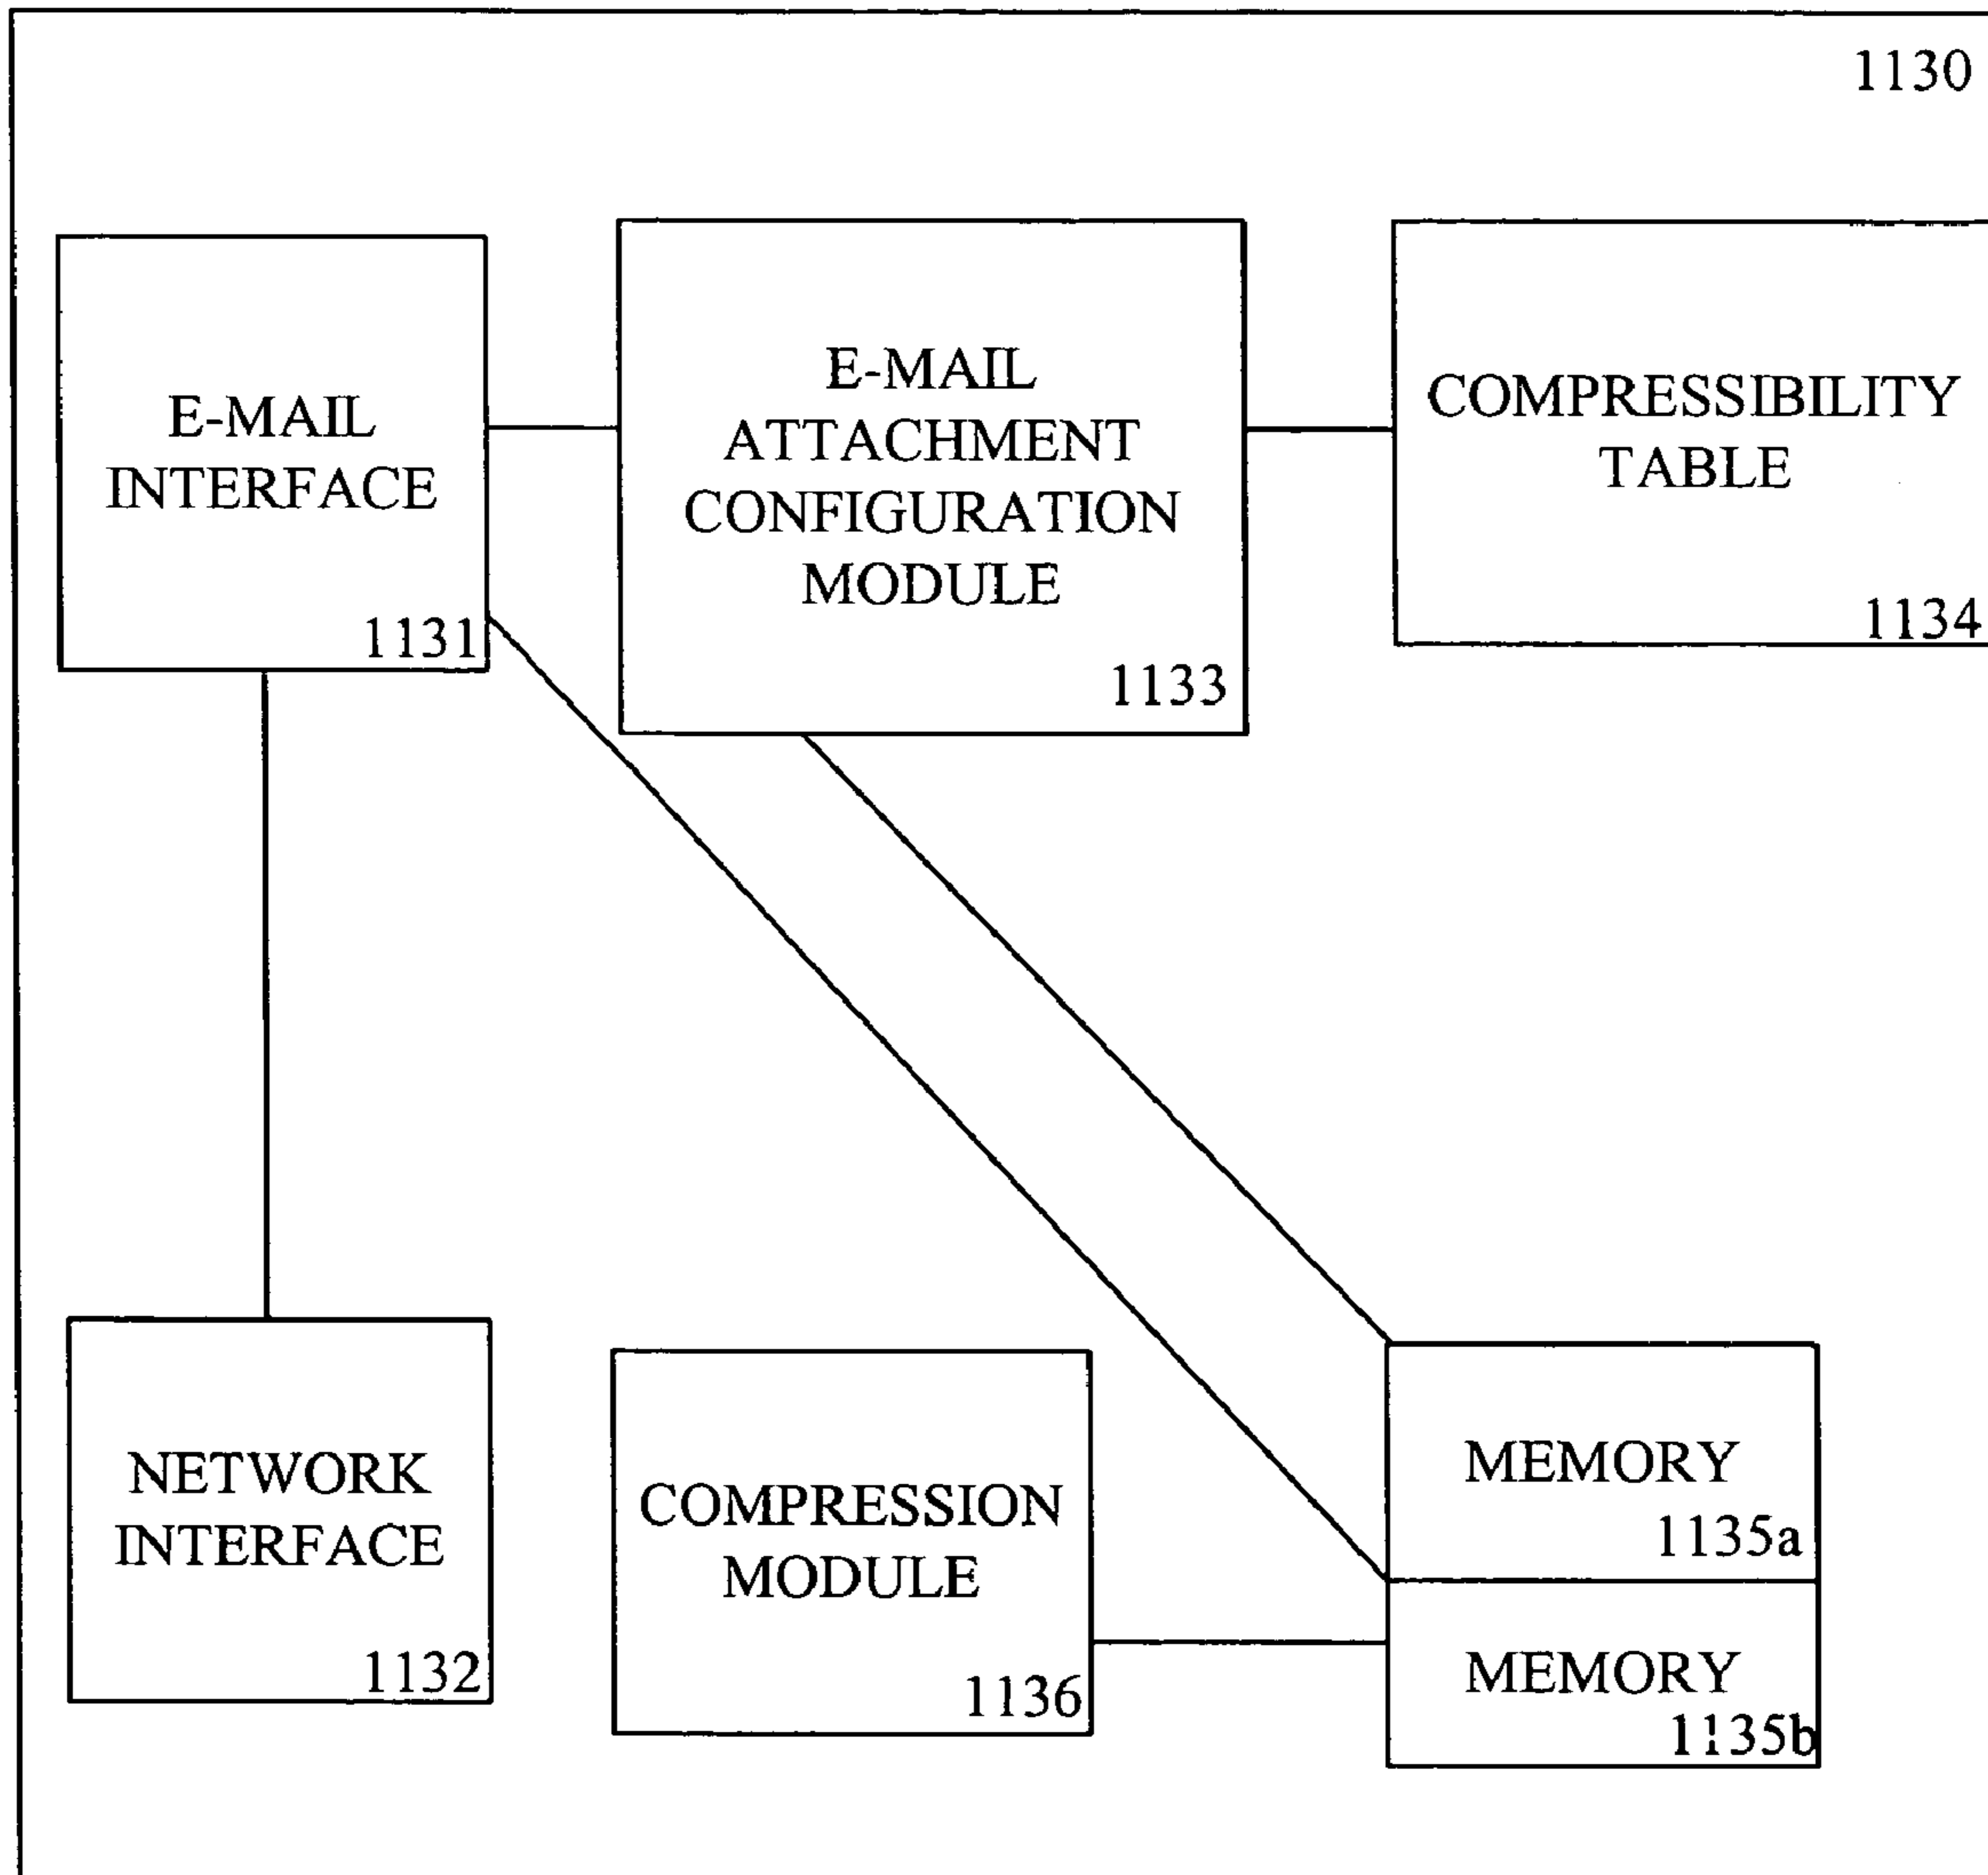 1130
E-MAIL
INTERFACE
1131
E-MAIL
ATTACHMENT
CONFIGURATION
MODULE
1133
COMPRESSIBILITY
TABLE
1134
NETWORK
INTERFACE
1132
COMPRESSION
MODULE
1136
MEMORY
1135a
MEMORY
1135b